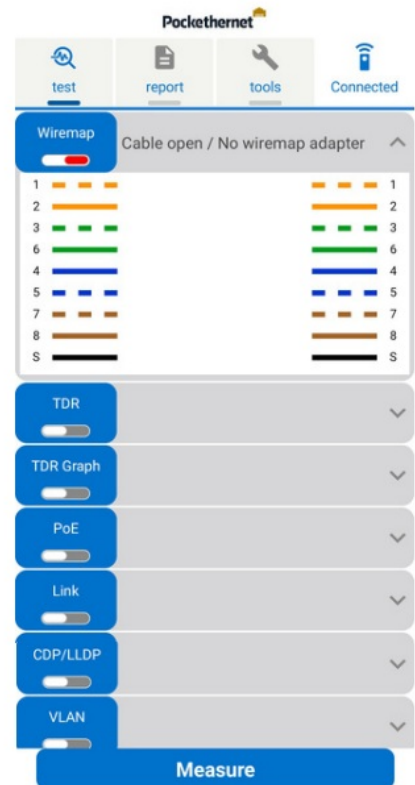 Pockethernet
test report tools Connected
Wiremap
Cable open / No wiremap adapter
1 1
2 2
3 3
6 6
4 4
5 5
7 7
8 8
S S
TDR
TDR Graph
PoE
Link
CDP/LLDP
VLAN
Measure